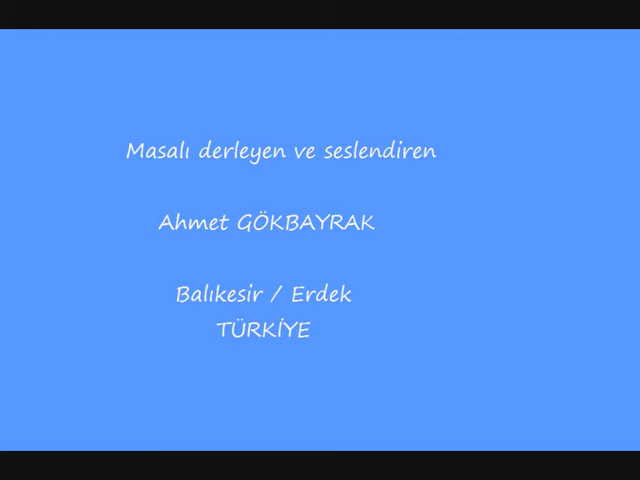 Masalı derleyen ve seslendiren
Ahmet GÖKBAYRAK
Balıkesir / Erdek
TÜRKİYE